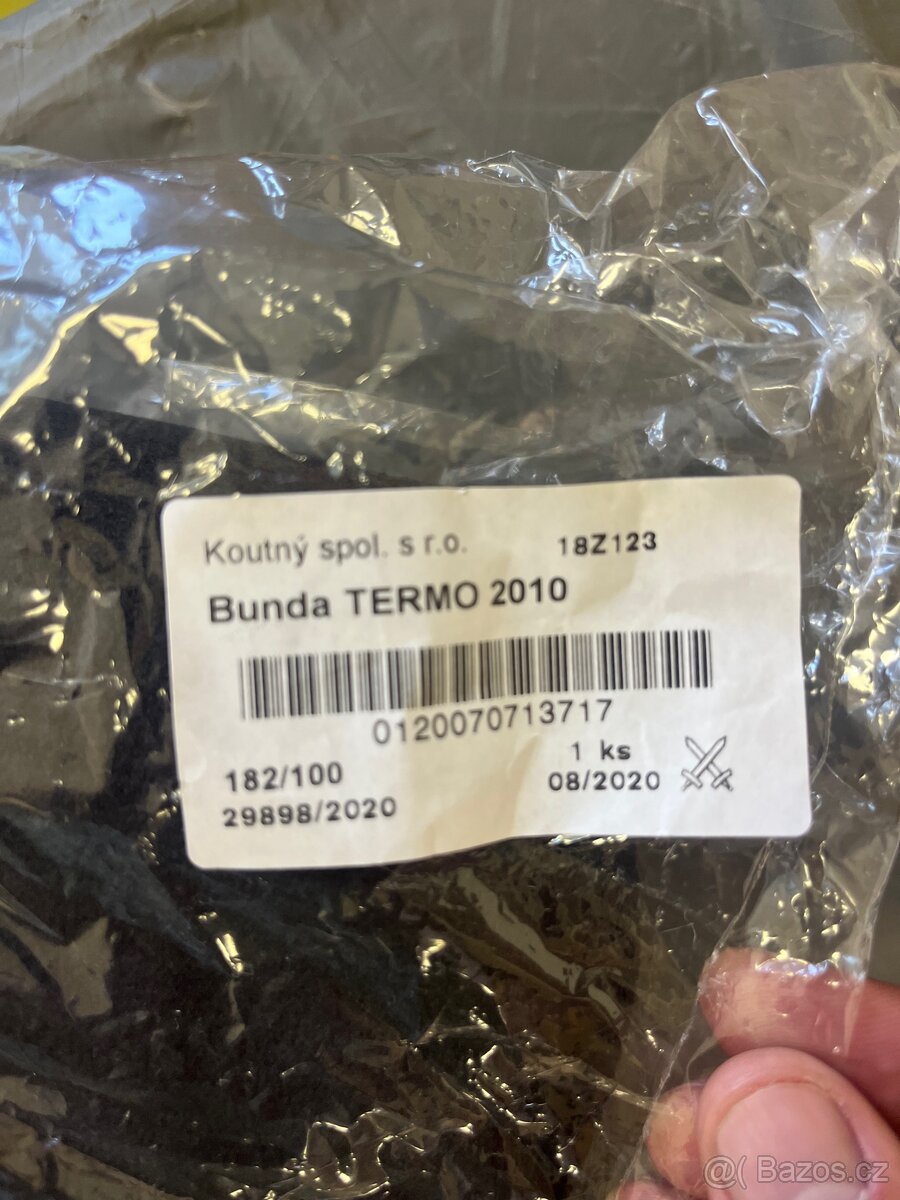 Koutný spol. s r.o. 18Z123
Bunda TERMO 2010
0120070713717
182/100 1 ks
29898/2020 08/2020
@( Bazos.cz